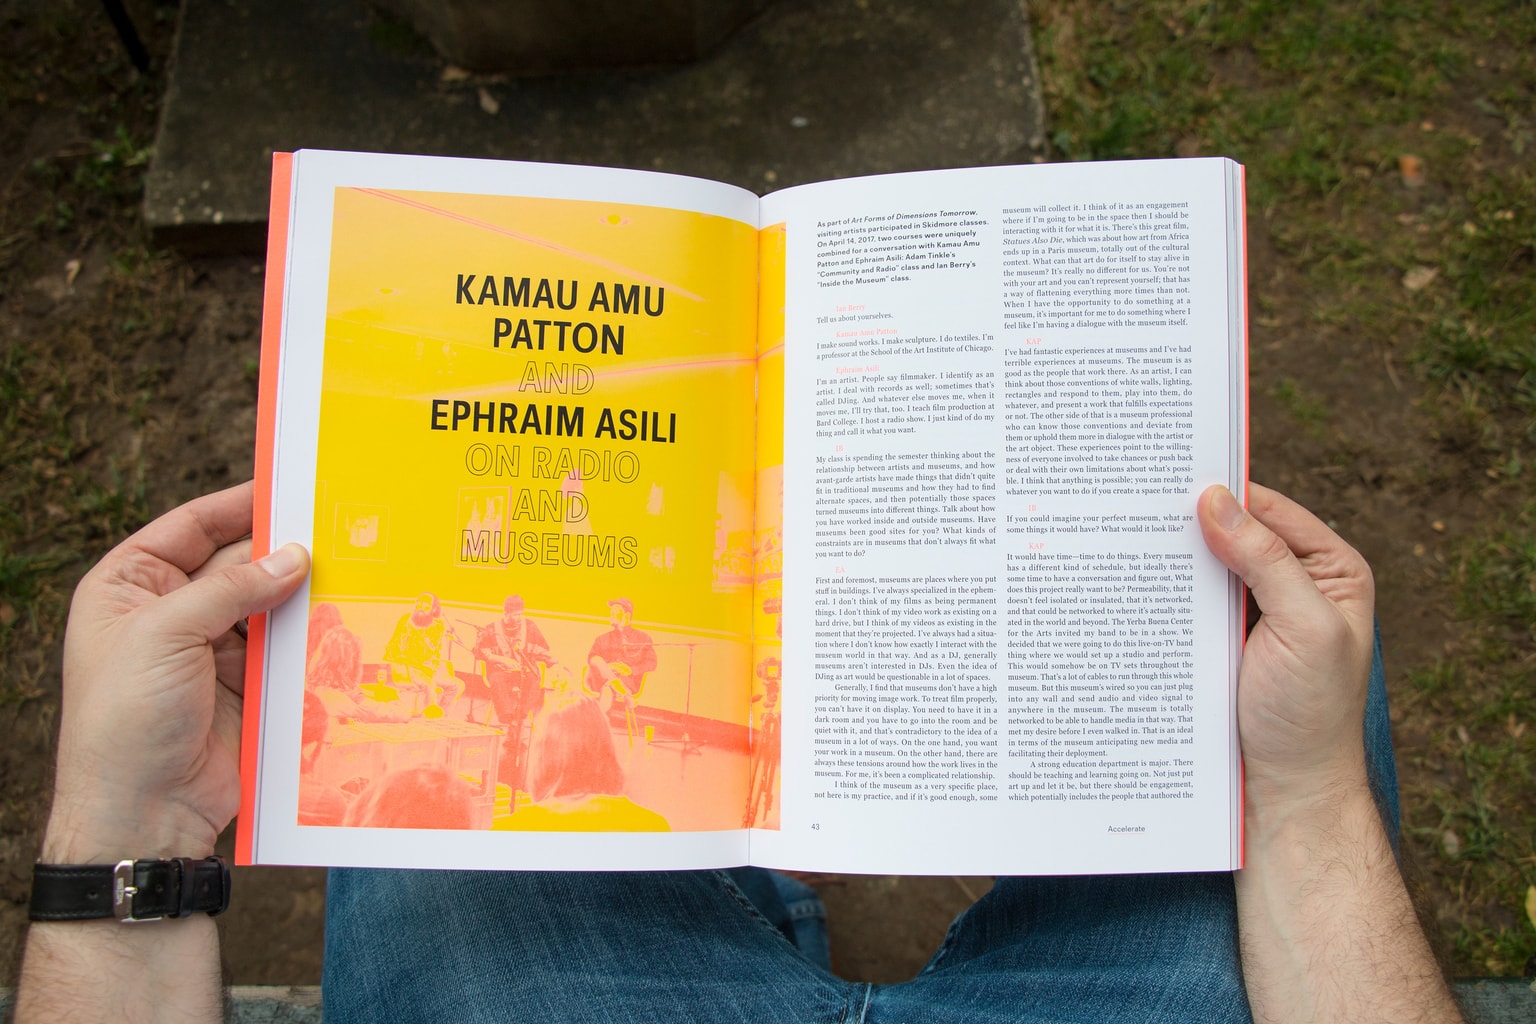 KAMAU AMU
PATTON
AND
EPHRAIM ASILI
ON RADIO
AND
MUSEUMS
As part of Art Forms of Dimensions Tomorrow,
visiting artists participated in Skidmore classes.
On April 14, 2017, two courses were uniquely
combined for a conversation with Kamau Amu
Patton and Ephraim Asili: Adam Tinkle's
"Community and Radio" class and Ian Berry's
"Inside the Museum" class.
Ian Berry
Tell us about yourselves.
Kamau Amu Patton
I make sound works. I make sculpture. I do textiles. I'm
a professor at the School of the Art Institute of Chicago.
Ephraim Asili
I'm an artist. People say filmmaker. I identify as an
artist. I deal with records as well; sometimes that's
called DJing. And whatever else moves me, when it
moves me, I'll try that, too. I teach film production at
Bard College. I host a radio show. I just kind of do my
thing and call it what you want.
IB
My class is spending the semester thinking about the
relationship between artists and museums, and how
avant-garde artists have made things that didn't quite
fit in traditional museums and how they had to find
alternate spaces, and then potentially those spaces
turned museums into different things. Talk about how
you have worked inside and outside museums. Have
museums been good sites for you? What kinds of
constraints are in museums that don't always fit what
you want to do?
EA
First and foremost, museums are places where you put
stuff in buildings. I've always specialized in the ephem-
eral. I don't think of my films as being permanent
things. I don't think of my video work as existing on a
hard drive, but I think of my videos as existing in the
moment that they're projected. I've always had a situa-
tion where I don't know how exactly I interact with the
museum world in that way. And as a DJ, generally
museums aren't interested in DJs. Even the idea of
DJing as art would be questionable in a lot of spaces.
Generally, I find that museums don't have a high
priority for moving image work. To treat film properly,
you can't have it on display. You need to have it in a
dark room and you have to go into the room and be
quiet with it, and that's contradictory to the idea of a
museum in a lot of ways. On the one hand, you want
your work in a museum. On the other hand, there are
always these tensions around how the work lives in the
museum. For me, it's been a complicated relationship.
I think of the museum as a very specific place,
not here is my practice, and if it's good enough, some
museum will collect it. I think of it as an engagement
where if I'm going to be in the space then I should be
interacting with it for what it is. There's this great film,
Statues Also Die, which was about how art from Africa
ends up in a Paris museum, totally out of the cultural
context. What can that art do for itself to stay alive in
the museum? It's really no different for us. You're not
with your art and you can't represent yourself; that has
a way of flattening everything more times than not.
When I have the opportunity to do something at a
museum, it's important for me to do something where I
feel like I'm having a dialogue with the museum itself.
KAP
I've had fantastic experiences at museums and I've had
terrible experiences at museums. The museum is as
good as the people that work there. As an artist, I can
think about those conventions of white walls, lighting,
rectangles and respond to them, play into them, do
whatever, and present a work that fulfills expectations
or not. The other side of that is a museum professional
who can know those conventions and deviate from
them or uphold them more in dialogue with the artist or
the art object. These experiences point to the willing-
ness of everyone involved to take chances or push back
or deal with their own limitations about what's possi-
ble. I think that anything is possible; you can really do
whatever you want to do if you create a space for that.
IB
If you could imagine your perfect museum, what are
some things it would have? What would it look like?
KAP
It would have time—time to do things. Every museum
has a different kind of schedule, but ideally there's
some time to have a conversation and figure out, What
does this project really want to be? Permeability, that it
doesn't feel isolated or insulated, that it's networked,
and that could be networked to where it's actually situ-
ated in the world and beyond. The Yerba Buena Center
for the Arts invited my band to be in a show. We
decided that we were going to do this live-on-TV band
thing where we would set up a studio and perform.
This would somehow be on TV sets throughout the
museum. That's a lot of cables to run through this whole
museum. But this museum's wired so you can just plug
into any wall and send audio and video signal to
anywhere in the museum. The museum is totally
networked to be able to handle media in that way. That
met my desire before I even walked in. That is an ideal
in terms of the museum anticipating new media and
facilitating their deployment.
A strong education department is major. There
should be teaching and learning going on. Not just put
art up and let it be, but there should be engagement,
which potentially includes the people that authored the
43
Accelerate